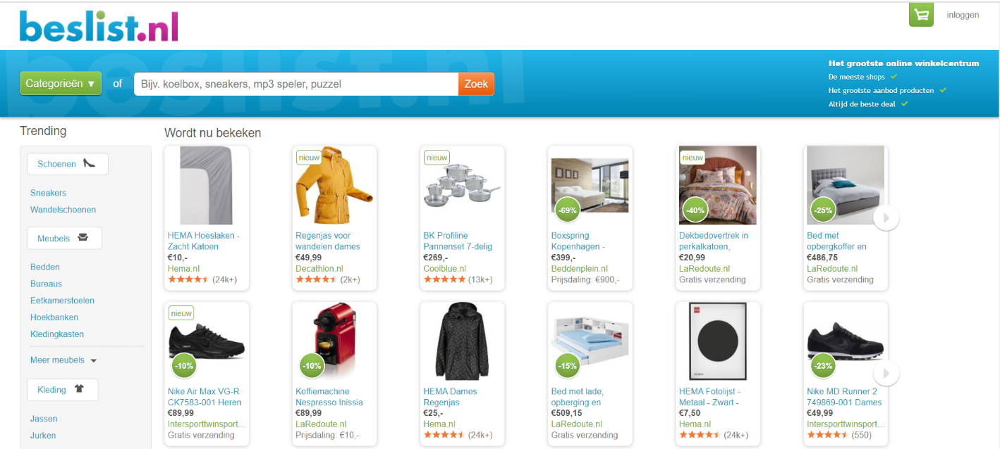 beslist.nl
inloggen
Categorieën ▼ of Bijv. koelbox, sneakers, mp3 speler, puzzel Zoek
Het grootste online winkelcentrum
De meeste shops ✓
Het grootste aanbod producten ✓
Altijd de beste deal ✓
Trending
Schoenen
Sneakers
Wandelschoenen
Meubels
Bedden
Bureaus
Eetkamerstoelen
Hoekbanken
Kledingkasten
Meer meubels
Kleding
Jassen
Jurken
Wordt nu bekeken
HEMA Hoeslaken -
Zacht Katoen
€10,-
Hema.nl
(24k+)
nieuw
Regenjas voor
wandelen dames
€49,99
Decathlon.nl
(2k+)
nieuw
BK Profiline
Pannenset 7-delig
€269,-
Coolblue.nl
(13k+)
-69%
Boxspring
Kopenhagen -
€399,-
Beddenplein.nl
Prijsdaling: €900,-
nieuw
-40%
Dekbedovertrek in
perkalkatoen,
€20,99
LaRedoute.nl
Gratis verzending
-25%
Bed met
opbergkoffer en
€486,75
LaRedoute.nl
Gratis verzending
nieuw
-10%
Nike Air Max VG-R
CK7583-001 Heren
€89,99
Intersporttwinsport...
Gratis verzending
-10%
Koffiemachine
Nespresso Inissia
€89,99
LaRedoute.nl
Prijsdaling: €10,-
HEMA Dames
Regenjas
€25,-
Hema.nl
(24k+)
-15%
Bed met lade,
opberging en
€509,15
LaRedoute.nl
Gratis verzending
HEMA Fotolijst -
Metaal - Zwart -
€7,50
Hema.nl
(24k+)
-23%
Nike MD Runner 2
749869-001 Dames
€49,99
Intersporttwinsport...
(550)